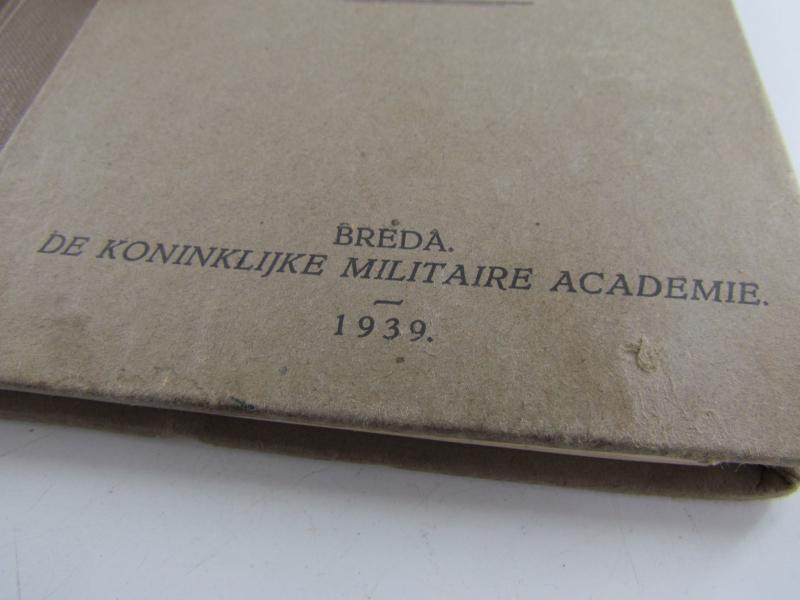 BREDA.
DE KONINKLIJKE MILITAIRE ACADEMIE.
1939.